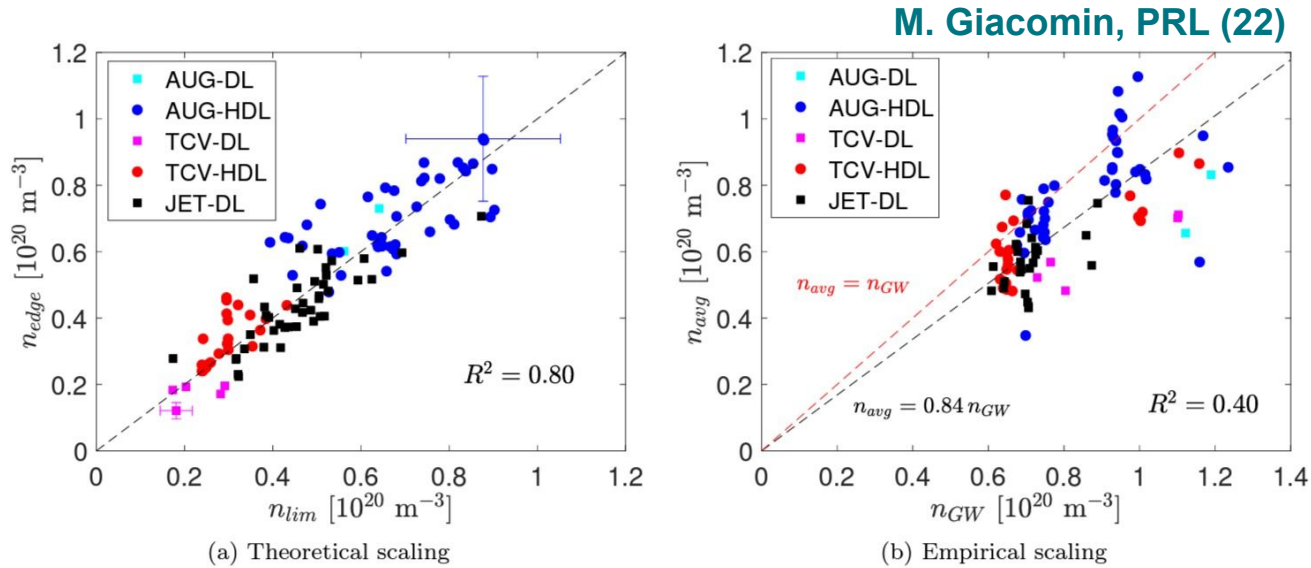 M. Giacomin, PRL (22)
1.2
1
0.8
0.6
0.4
0.2
0
n_edge [10^20 m^−3]
AUG-DL
AUG-HDL
TCV-DL
TCV-HDL
JET-DL
R² = 0.80
0 0.2 0.4 0.6 0.8 1 1.2
n_lim [10^20 m^−3]
(a) Theoretical scaling
1.2
1
0.8
0.6
0.4
0.2
0
n_avg [10^20 m^−3]
AUG-DL
AUG-HDL
TCV-DL
TCV-HDL
JET-DL
n_avg = n_GW
n_avg = 0.84 n_GW
R² = 0.40
0 0.2 0.4 0.6 0.8 1 1.2 1.4
n_GW [10^20 m^−3]
(b) Empirical scaling